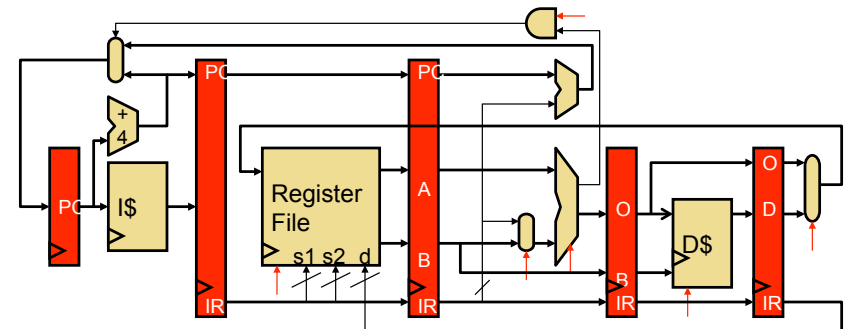 PC
PC
+
4
PC
I$
Register
File
s1 s2 d
IR
A
B
IR
O
B
IR
D$
O
D
IR